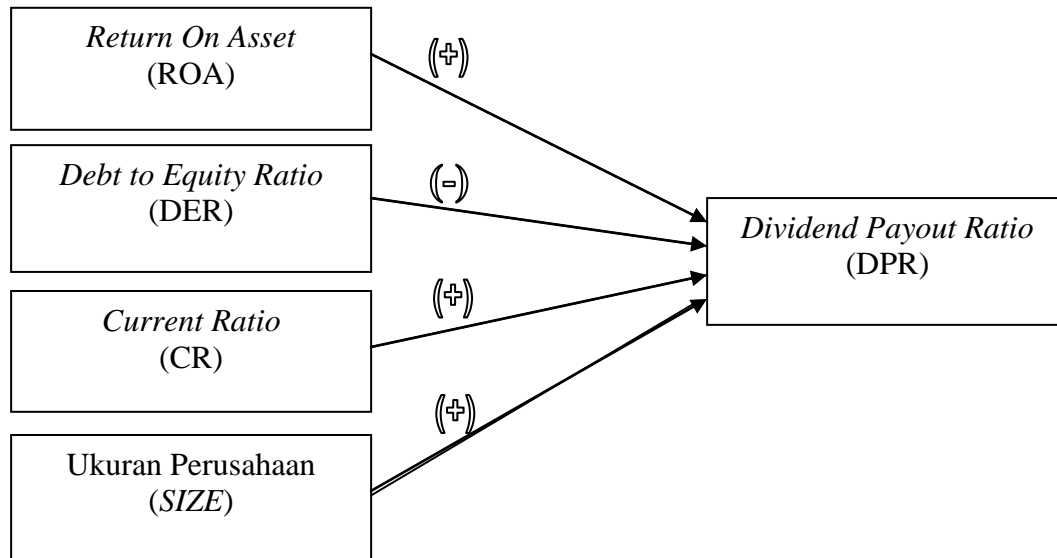 Return On Asset
(ROA)
(+)
Debt to Equity Ratio
(DER)
(-)
Dividend Payout Ratio
(DPR)
Current Ratio
(CR)
(+)
Ukuran Perusahaan
(SIZE)
(+)